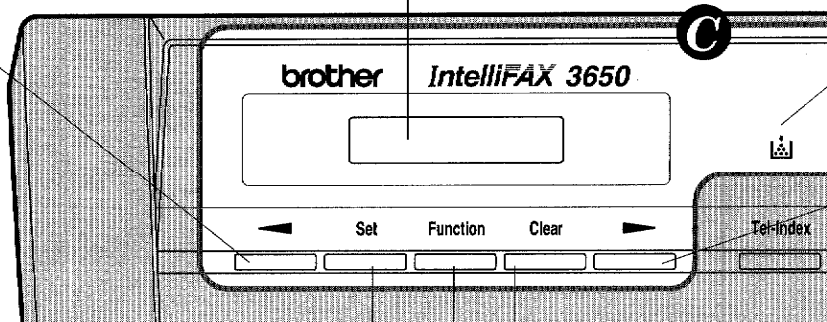 C
brother IntelliFAX 3650
Set Function Clear
Tel-Index